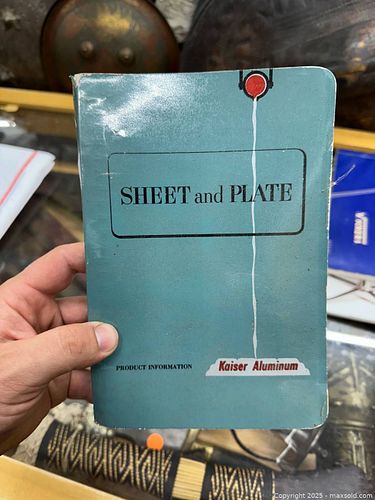 SHEET and PLATE
PRODUCT INFORMATION
Kaiser Aluminum
Copyright 2025 - maxsold.com